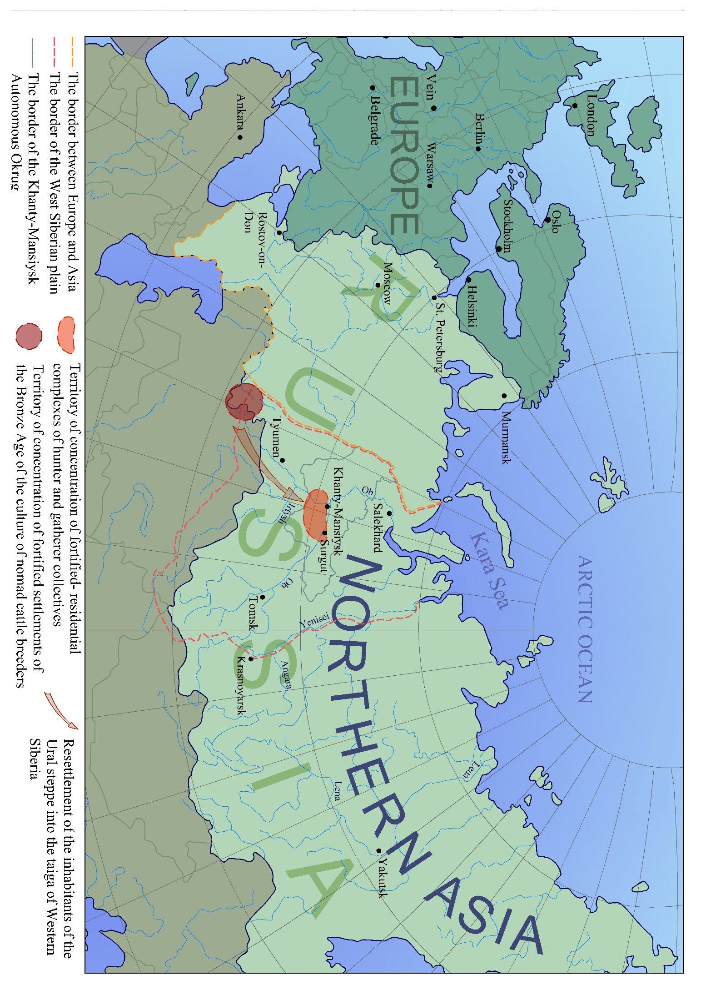 ARCTIC OCEAN
Kara Sea
London
Oslo
Stockholm
Helsinki
Murmansk
Berlin
Vein
Warsaw
St. Petersburg
EUROPE
Belgrade
Moscow
Ankara
Rostov-on-
Don
RUSSIA
NORTHERN ASIA
Salekhard
Ob
Khanty-Mansiysk
Surgut
Tyumen
Irtysh
Ob
Tomsk
Yenisei
Angara
Krasnoyarsk
Lena
Lena
Yakutsk
The border between Europe and Asia
The border of the West Siberian plain
The border of the Khanty-Mansiysk
Autonomous Okrug
Territory of concentration of fortified- residential
complexes of hunter and gatherer collectives
Territory of concentration of fortified settlements of
the Bronze Age of the culture of nomad cattle breeders
Resettlement of the inhabitants of the
Ural steppe into the taiga of Western
Siberia